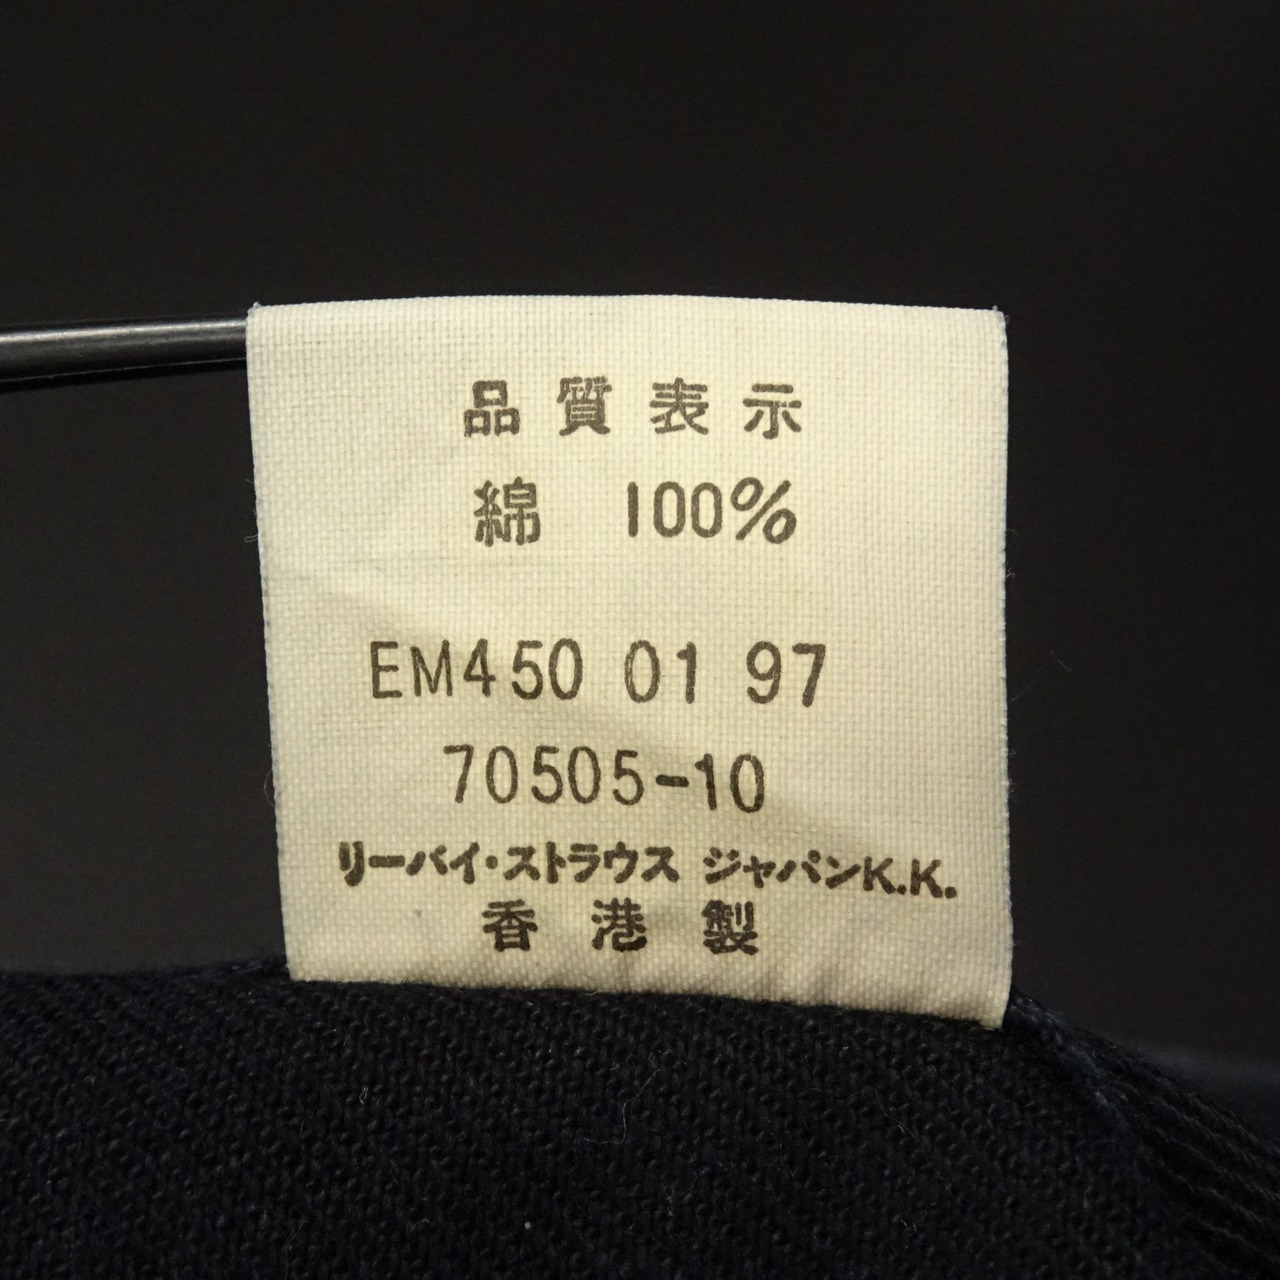 品質表示
綿 100%
EM450 01 97
70505-10
リーバイ・ストラウス ジャパンK.K.
香港製